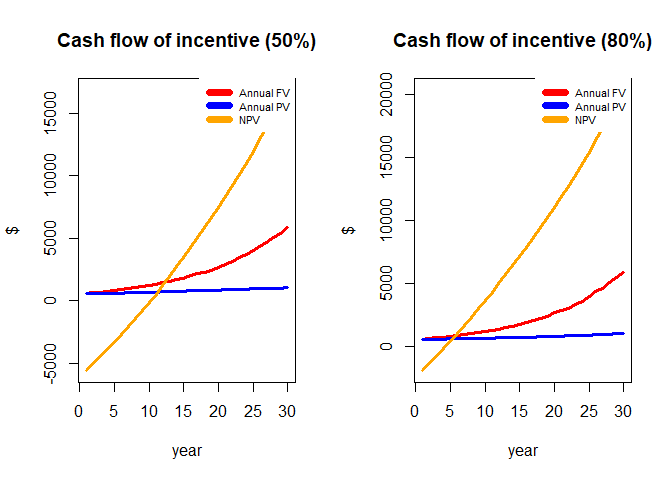 Cash flow of incentive (50%)
$
-5000
0
5000
10000
15000
0 5 10 15 20 25 30
year
Annual FV
Annual PV
NPV
Cash flow of incentive (80%)
$
0
5000
10000
15000
20000
0 5 10 15 20 25 30
year
Annual FV
Annual PV
NPV